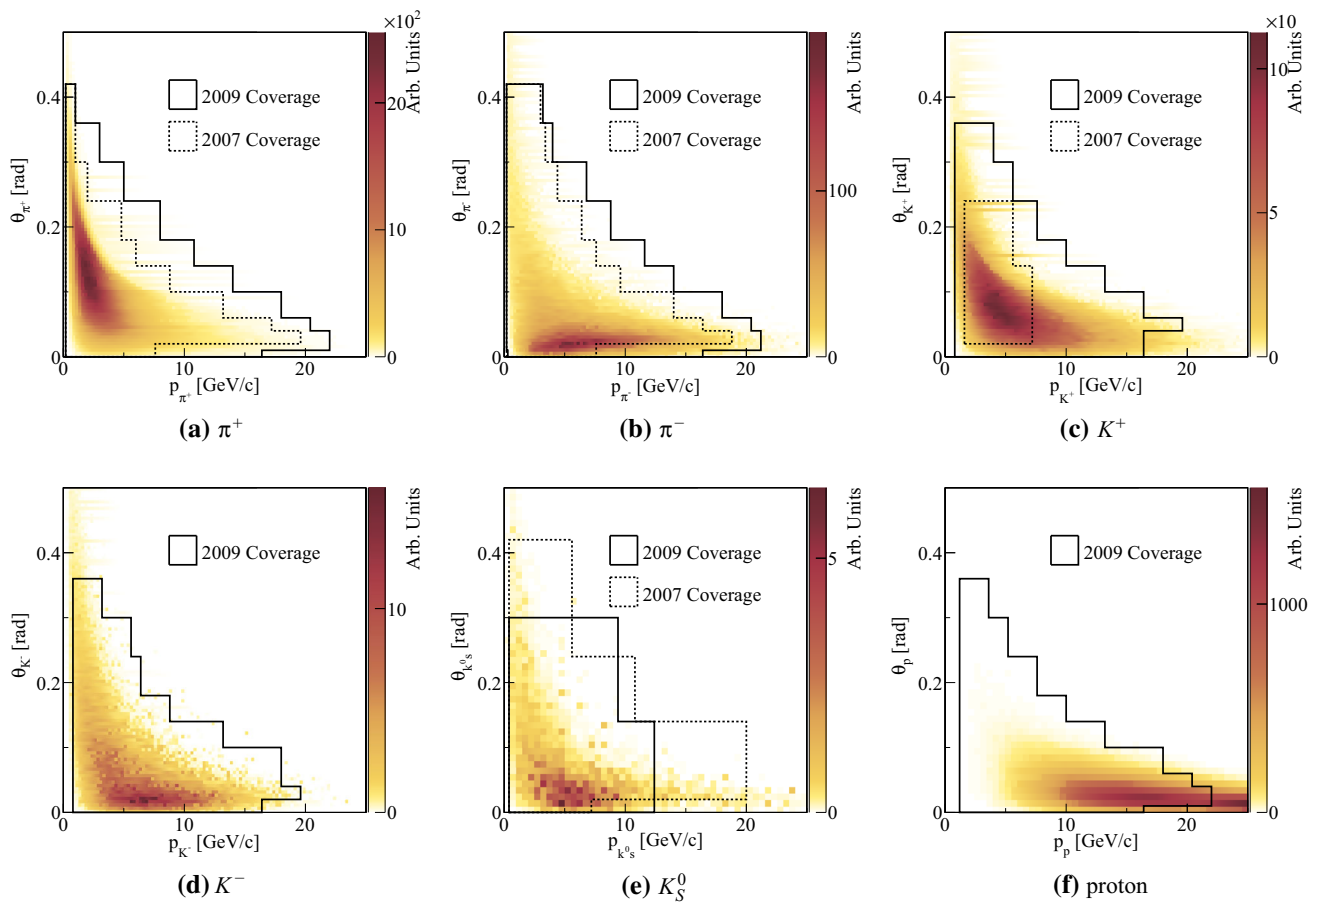 ×10²
Arb. Units
20
10
0
0.4
0.2
0
θπ⁺ [rad]
2009 Coverage
2007 Coverage
0 10 20
pπ⁺ [GeV/c]
(a) π⁺
Arb. Units
100
0
0.4
0.2
0
θπ⁻ [rad]
2009 Coverage
2007 Coverage
0 10 20
pπ⁻ [GeV/c]
(b) π⁻
×10
Arb. Units
10
5
0
0.4
0.2
0
θK⁺ [rad]
2009 Coverage
2007 Coverage
0 10 20
pK⁺ [GeV/c]
(c) K⁺
Arb. Units
10
0
0.4
0.2
0
θK⁻ [rad]
2009 Coverage
0 10 20
pK⁻ [GeV/c]
(d) K⁻
Arb. Units
5
0
0.4
0.2
0
θk⁰s [rad]
2009 Coverage
2007 Coverage
0 10 20
pk⁰s [GeV/c]
(e) K⁰S
Arb. Units
1000
0
0.4
0.2
0
θp [rad]
2009 Coverage
0 10 20
pp [GeV/c]
(f) proton